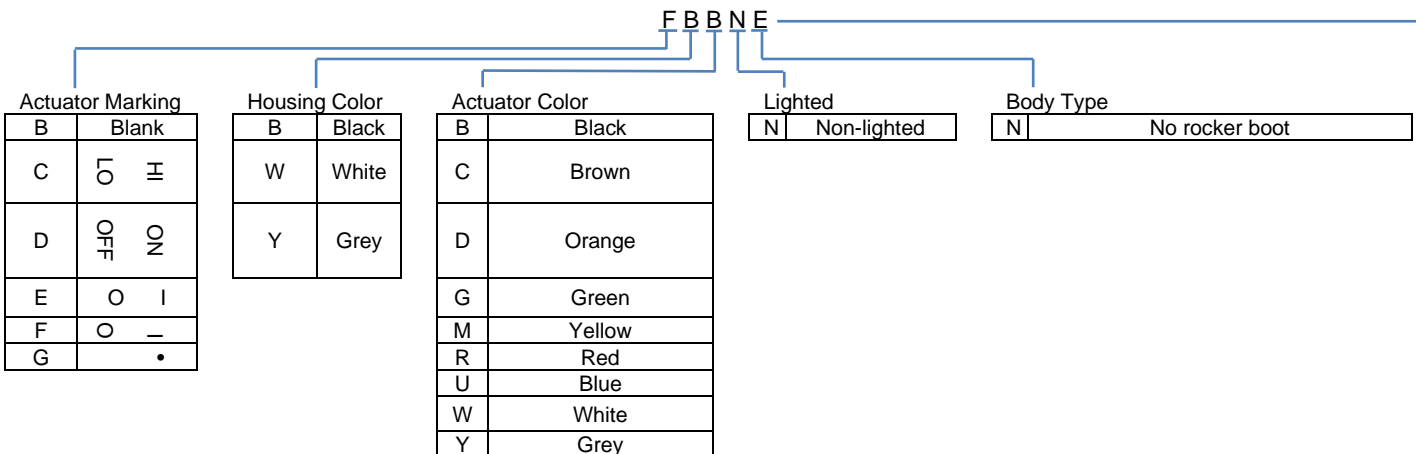 F B B N E
Actuator Marking
B Blank
C LO HI
D OFF ON
E O I
F O I
G •
Housing Color
B Black
W White
Y Grey
Actuator Color
B Black
C Brown
D Orange
G Green
M Yellow
R Red
U Blue
W White
Y Grey
Lighted
N Non-lighted
Body Type
N No rocker boot